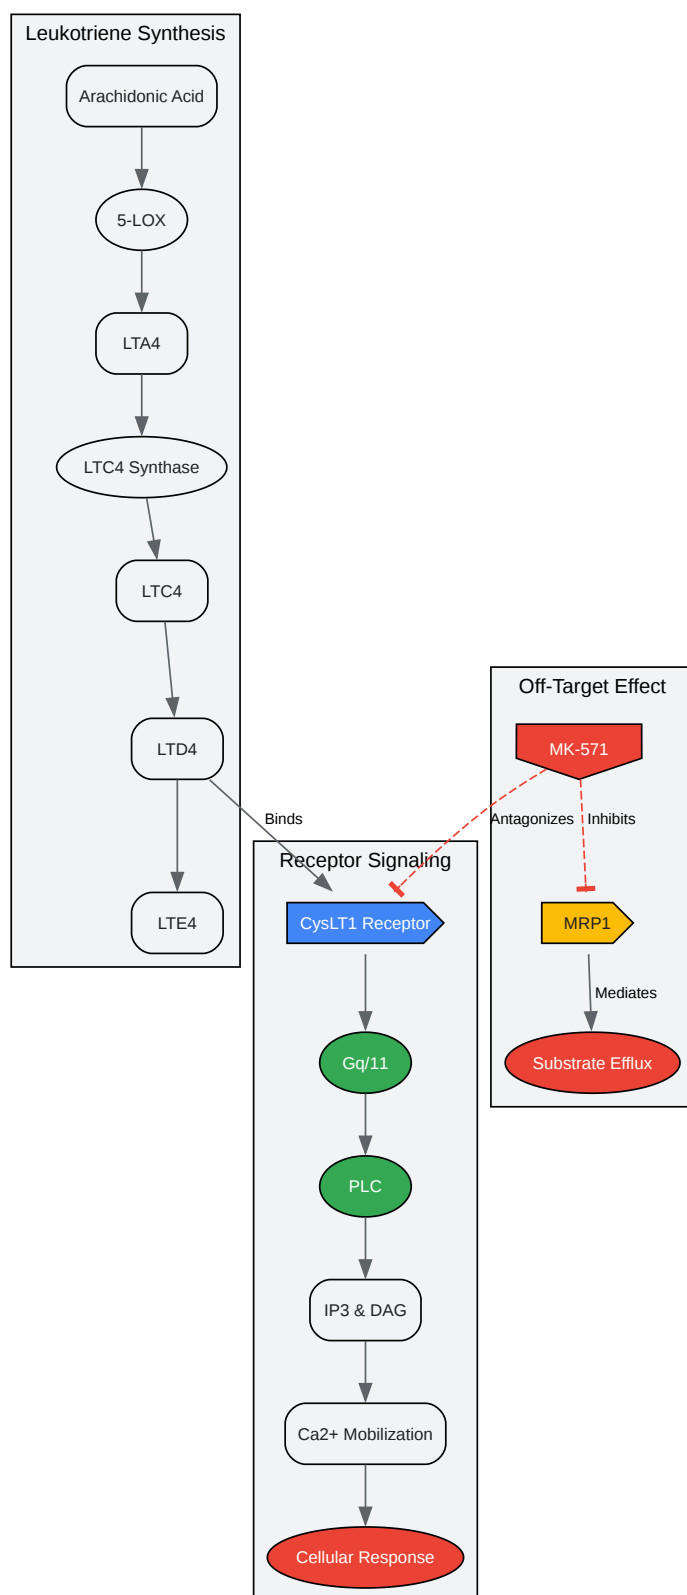 Leukotriene Synthesis
Arachidonic Acid
5-LOX
LTA4
LTC4 Synthase
LTC4
LTD4
LTE4
Binds
Receptor Signaling
CysLT1 Receptor
Gq/11
PLC
IP3 & DAG
Ca2+ Mobilization
Cellular Response
Off-Target Effect
MK-571
Antagonizes
Inhibits
MRP1
Mediates
Substrate Efflux